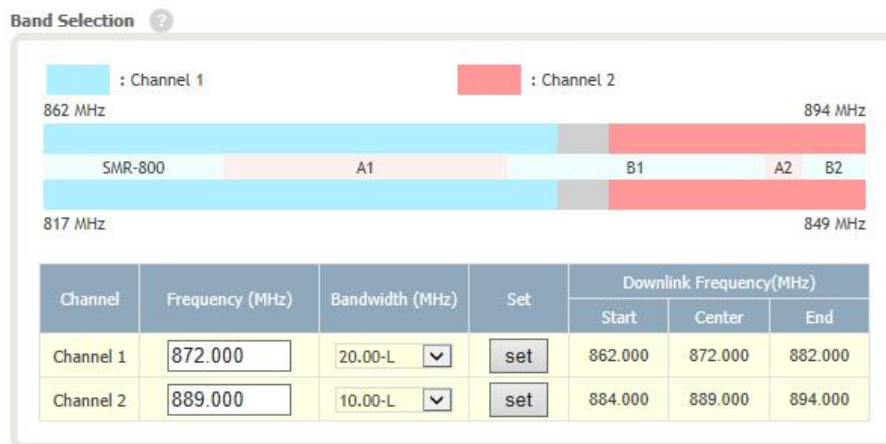 Band Selection ?
: Channel 1 : Channel 2
862 MHz 894 MHz
SMR-800 A1 B1 A2 B2
817 MHz 849 MHz
Channel Frequency (MHz) Bandwidth (MHz) Set Downlink Frequency(MHz)
Start Center End
Channel 1 872.000 20.00-L set 862.000 872.000 882.000
Channel 2 889.000 10.00-L set 884.000 889.000 894.000